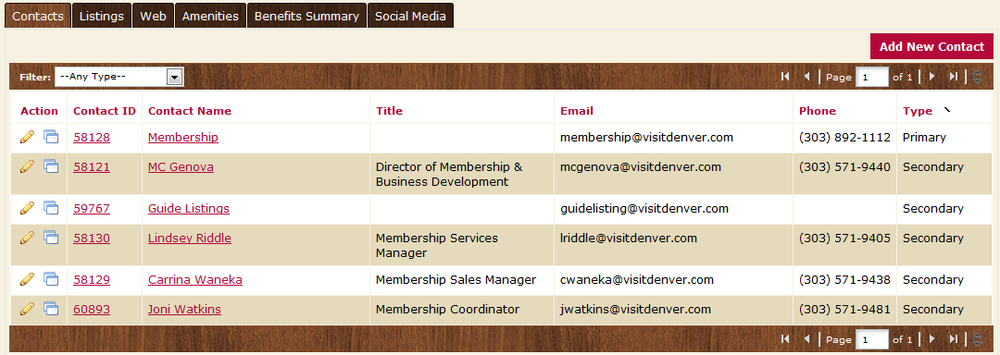 Contacts Listings Web Amenities Benefits Summary Social Media
Add New Contact
Filter: --Any Type-- Page 1 of 1
Action Contact ID Contact Name Title Email Phone Type
58128 Membership membership@visitdenver.com (303) 892-1112 Primary
58121 MC Genova Director of Membership & mcgenova@visitdenver.com (303) 571-9440 Secondary
Business Development
59767 Guide Listings guidelisting@visitdenver.com Secondary
58130 Lindsey Riddle Membership Services lriddle@visitdenver.com (303) 571-9405 Secondary
Manager
58129 Carrina Waneka Membership Sales Manager cwaneka@visitdenver.com (303) 571-9438 Secondary
60893 Joni Watkins Membership Coordinator jwatkins@visitdenver.com (303) 571-9481 Secondary
Page 1 of 1